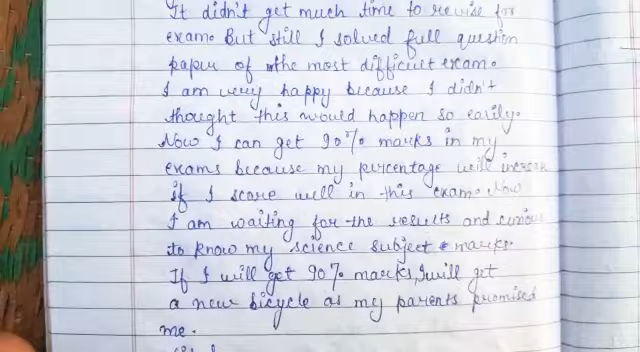 It didn't get much time to revise for
exam. But still I solved full question
paper of the most difficult exam.
I am very happy because I didn't
thought this would happen so easily.
Now I can get 90% marks in my
exams because my percentage will increase
if I score well in this exam. Now
I am waiting for the results and curious
to know my science subject marks.
If I will get 90% marks, I will get
a new bicycle as my parents promised
me.